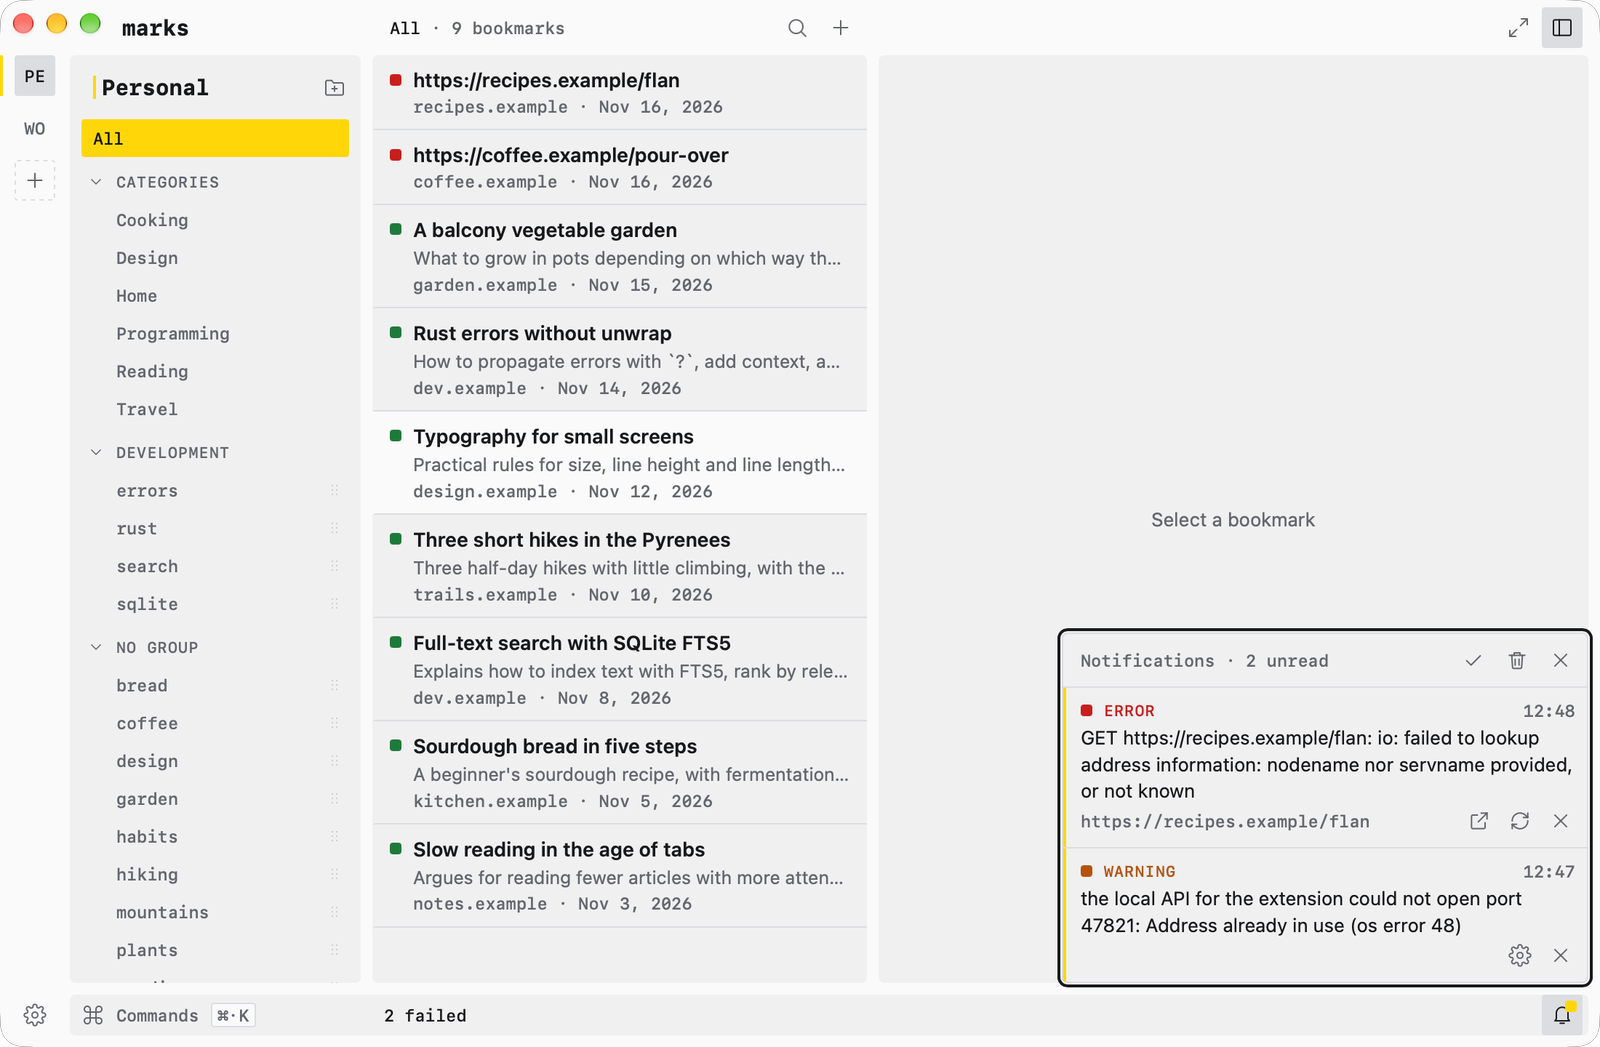 marks
All · 9 bookmarks
PE
WO
Personal
All
CATEGORIES
Cooking
Design
Home
Programming
Reading
Travel
DEVELOPMENT
errors
rust
search
sqlite
NO GROUP
bread
coffee
design
garden
habits
hiking
mountains
plants
https://recipes.example/flan
recipes.example · Nov 16, 2026
https://coffee.example/pour-over
coffee.example · Nov 16, 2026
A balcony vegetable garden
What to grow in pots depending on which way th...
garden.example · Nov 15, 2026
Rust errors without unwrap
How to propagate errors with `?`, add context, a...
dev.example · Nov 14, 2026
Typography for small screens
Practical rules for size, line height and line length...
design.example · Nov 12, 2026
Three short hikes in the Pyrenees
Three half-day hikes with little climbing, with the ...
trails.example · Nov 10, 2026
Full-text search with SQLite FTS5
Explains how to index text with FTS5, rank by rele...
dev.example · Nov 8, 2026
Sourdough bread in five steps
A beginner's sourdough recipe, with fermentation...
kitchen.example · Nov 5, 2026
Slow reading in the age of tabs
Argues for reading fewer articles with more atten...
notes.example · Nov 3, 2026
Select a bookmark
Notifications · 2 unread
ERROR 12:48
GET https://recipes.example/flan: io: failed to lookup
address information: nodename nor servname provided,
or not known
https://recipes.example/flan
WARNING 12:47
the local API for the extension could not open port
47821: Address already in use (os error 48)
Commands ⌘·K
2 failed